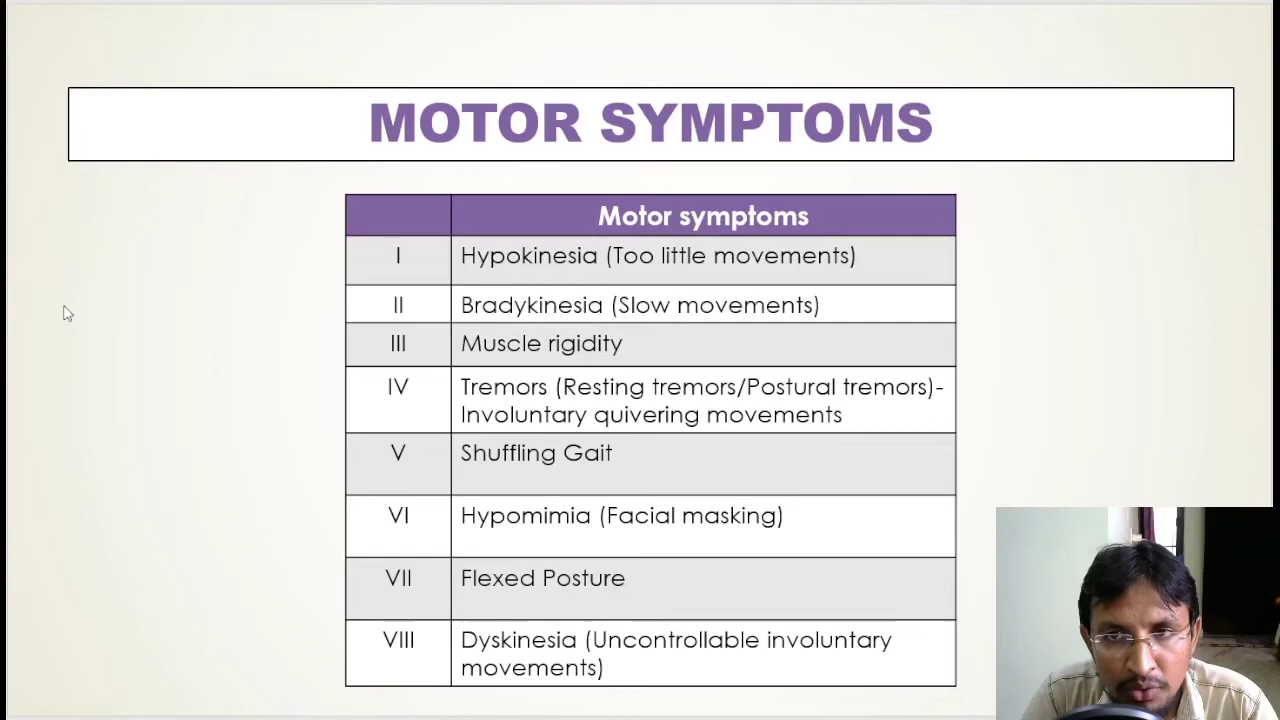 MOTOR SYMPTOMS
Motor symptoms
I Hypokinesia (Too little movements)
II Bradykinesia (Slow movements)
III Muscle rigidity
IV Tremors (Resting tremors/Postural tremors)-
Involuntary quivering movements
V Shuffling Gait
VI Hypomimia (Facial masking)
VII Flexed Posture
VIII Dyskinesia (Uncontrollable involuntary
movements)